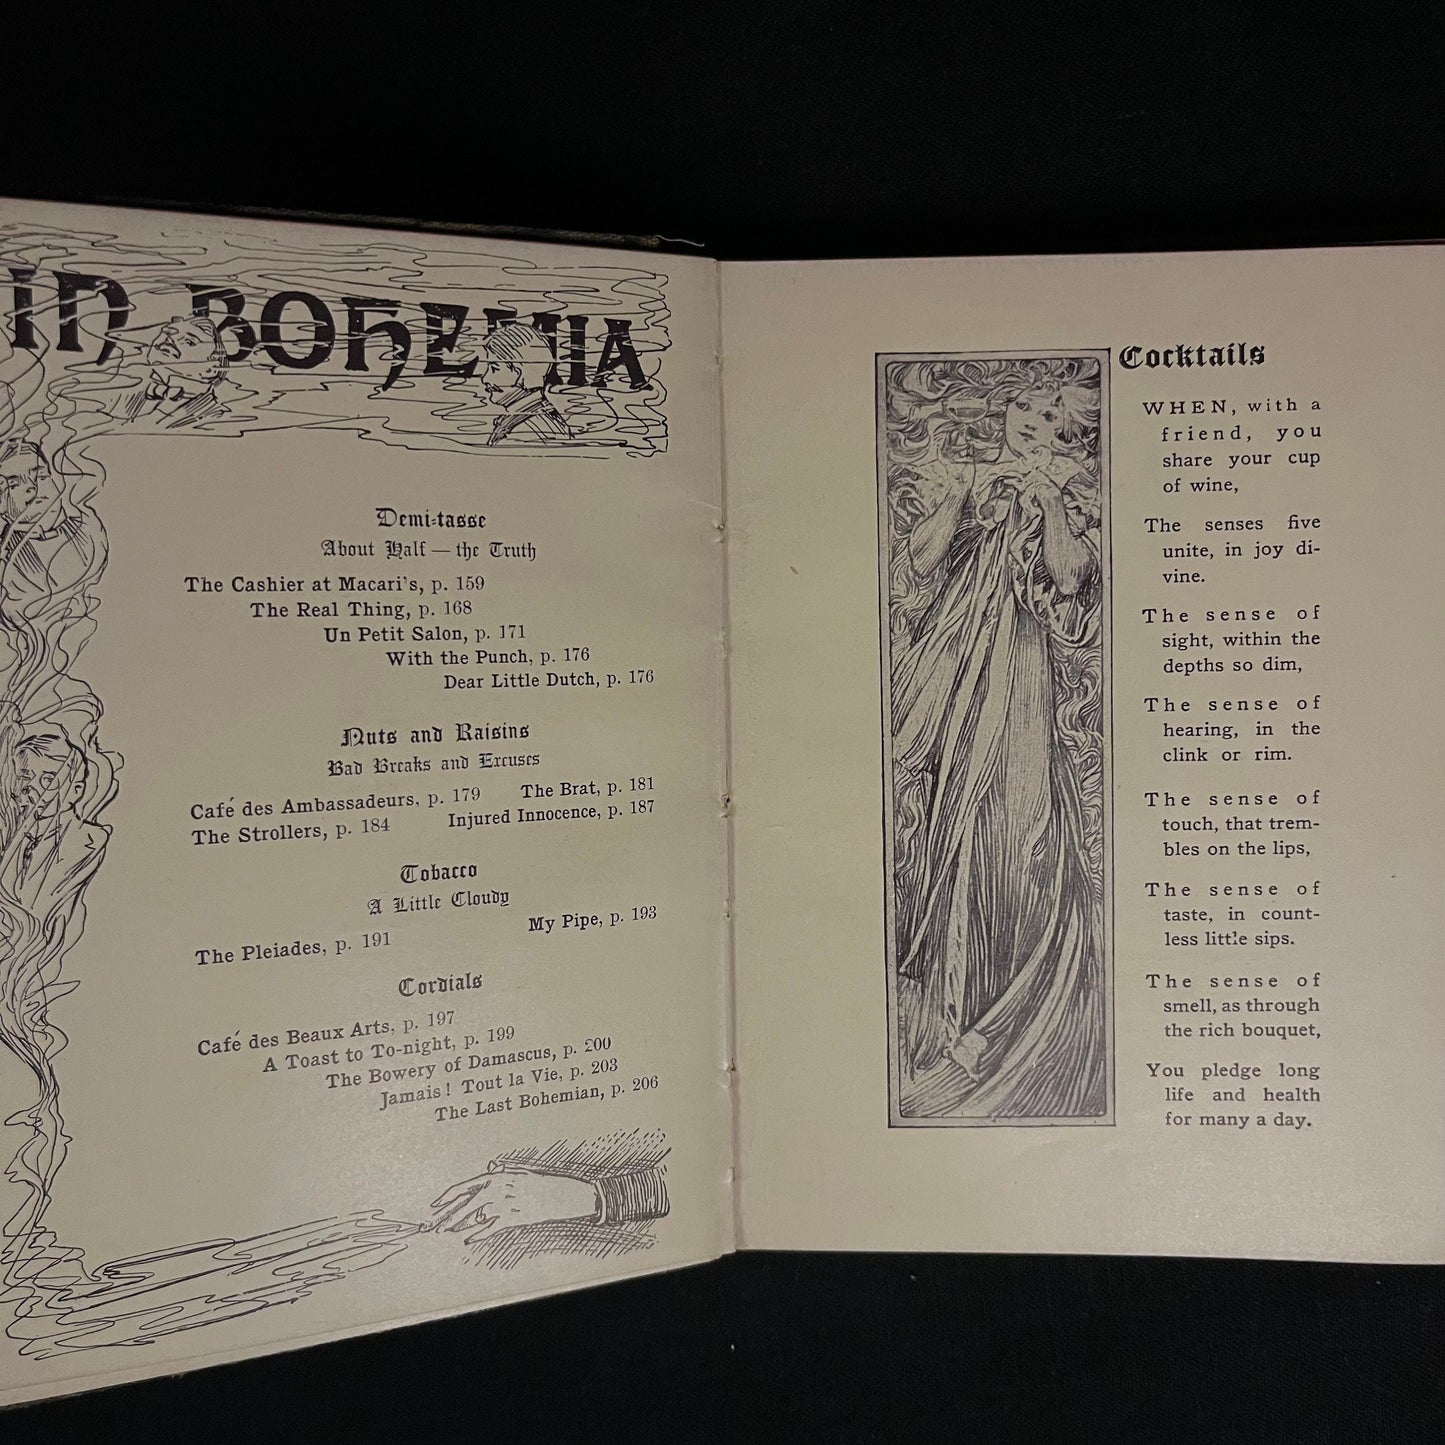 IN BOHEMIA
Demi-tasse
About Half — the Truth
The Cashier at Macari's, p. 159
The Real Thing, p. 168
Un Petit Salon, p. 171
With the Punch, p. 176
Dear Little Dutch, p. 176
Nuts and Raisins
Bad Breaks and Excuses
Café des Ambassadeurs, p. 179 The Brat, p. 181
The Strollers, p. 184 Injured Innocence, p. 187
Tobacco
A Little Cloudy
The Pleiades, p. 191 My Pipe, p. 193
Cordials
Café des Beaux Arts, p. 197
A Toast to To-night, p. 199
The Bowery of Damascus, p. 200
Jamais! Tout la Vie, p. 203
The Last Bohemian, p. 206
Cocktails
WHEN, with a
friend, you
share your cup
of wine,
The senses five
unite, in joy di-
vine.
The sense of
sight, within the
depths so dim,
The sense of
hearing, in the
clink or rim.
The sense of
touch, that trem-
bles on the lips,
The sense of
taste, in count-
less little sips.
The sense of
smell, as through
the rich bouquet,
You pledge long
life and health
for many a day.